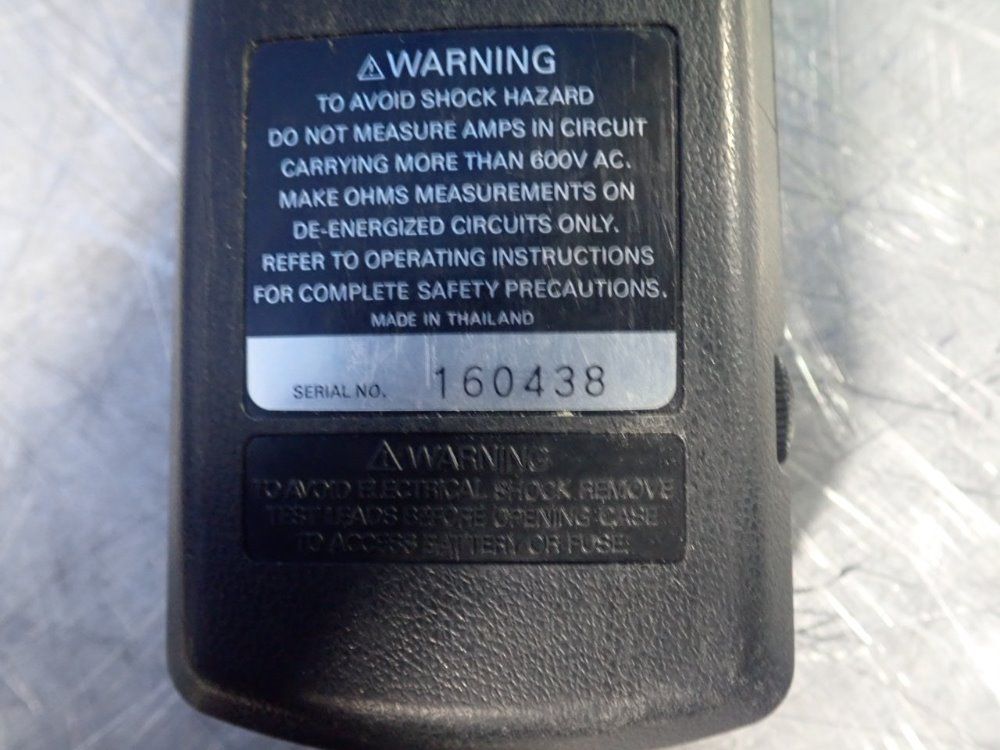 ⚠ WARNING
TO AVOID SHOCK HAZARD
DO NOT MEASURE AMPS IN CIRCUIT
CARRYING MORE THAN 600V AC.
MAKE OHMS MEASUREMENTS ON
DE-ENERGIZED CIRCUITS ONLY.
REFER TO OPERATING INSTRUCTIONS
FOR COMPLETE SAFETY PRECAUTIONS.
MADE IN THAILAND
SERIAL NO. 160438
⚠ WARNING
TO AVOID ELECTRICAL SHOCK REMOVE
TEST LEADS BEFORE OPENING CASE
TO ACCESS BATTERY OR FUSE.